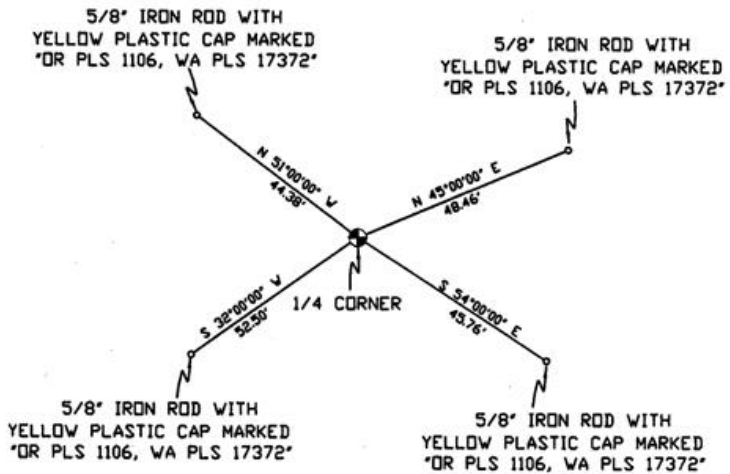 5/8" IRON ROD WITH
YELLOW PLASTIC CAP MARKED
"OR PLS 1106, WA PLS 17372"
5/8" IRON ROD WITH
YELLOW PLASTIC CAP MARKED
"OR PLS 1106, WA PLS 17372"
N 51°00'00" W
44.38'
N 45°00'00" E
48.46'
S 32°00'00" W
52.50'
1/4 CORNER
S 54°00'00" E
45.76'
5/8" IRON ROD WITH
YELLOW PLASTIC CAP MARKED
"OR PLS 1106, WA PLS 17372"
5/8" IRON ROD WITH
YELLOW PLASTIC CAP MARKED
"OR PLS 1106, WA PLS 17372"